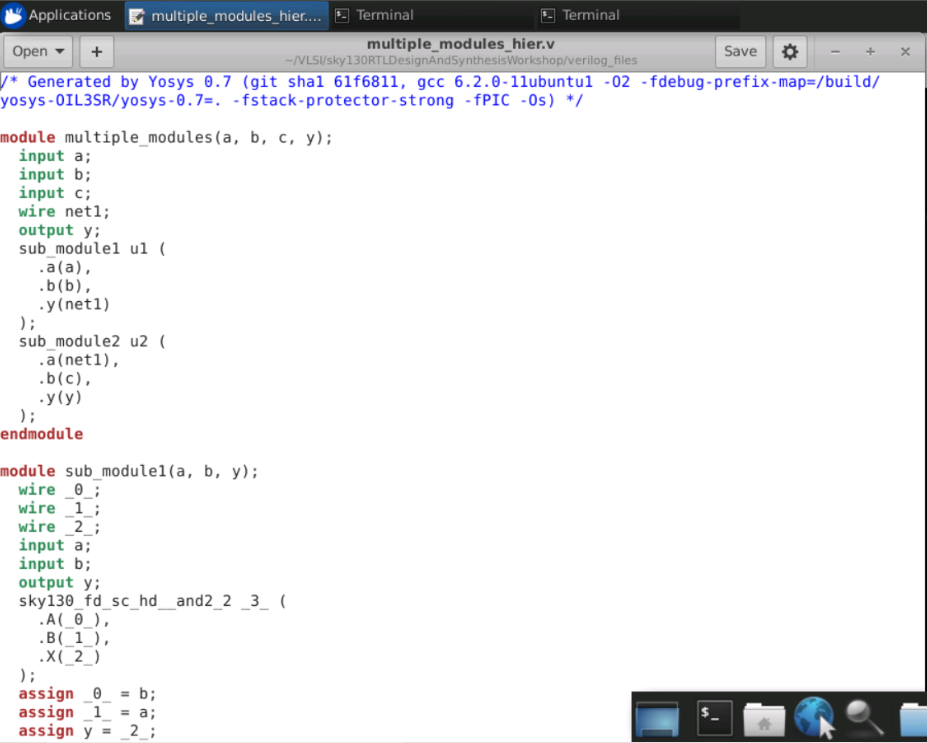 Applications
multiple_modules_hier....
Terminal
Terminal
Open
+
multiple_modules_hier.v
~/VLSI/sky130RTLDesignAndSynthesisWorkshop/verilog_files
Save
/* Generated by Yosys 0.7 (git sha1 61f6811, gcc 6.2.0-11ubuntu1 -O2 -fdebug-prefix-map=/build/
yosys-OIL3SR/yosys-0.7=. -fstack-protector-strong -fPIC -Os) */
module multiple_modules(a, b, c, y);
  input a;
  input b;
  input c;
  wire net1;
  output y;
  sub_module1 u1 (
    .a(a),
    .b(b),
    .y(net1)
  );
  sub_module2 u2 (
    .a(net1),
    .b(c),
    .y(y)
  );
endmodule
module sub_module1(a, b, y);
  wire _0_;
  wire _1_;
  wire _2_;
  input a;
  input b;
  output y;
  sky130_fd_sc_hd__and2_2 _3_ (
    .A(_0_),
    .B(_1_),
    .X(_2_)
  );
  assign _0_ = b;
  assign _1_ = a;
  assign y = _2_;